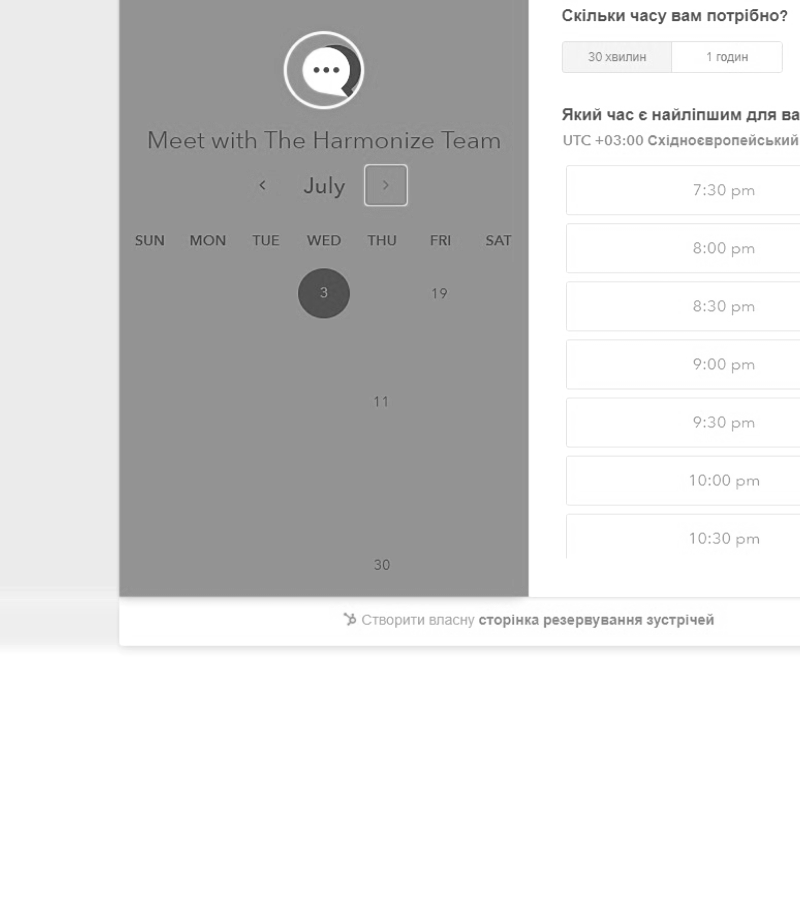 Meet with The Harmonize Team
July
SUN MON TUE WED THU FRI SAT
3 19
11
30
Скільки часу вам потрібно?
30 хвилин 1 годин
Який час є найліпшим для
UTC +03:00 Східноєвропейський
7:30 pm
8:00 pm
8:30 pm
9:00 pm
9:30 pm
10:00 pm
10:30 pm
Створити власну сторінка резервування зустрічей